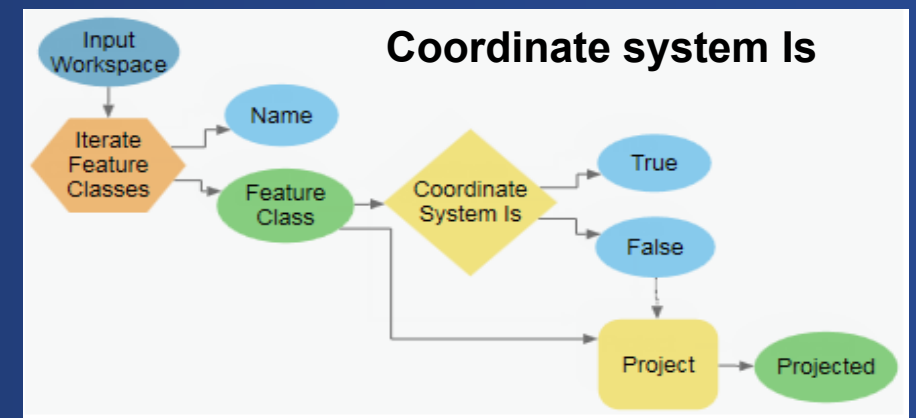 Coordinate system Is
Input
Workspace
Iterate
Feature
Classes
Name
Feature
Class
Coordinate
System Is
True
False
Project
Projected